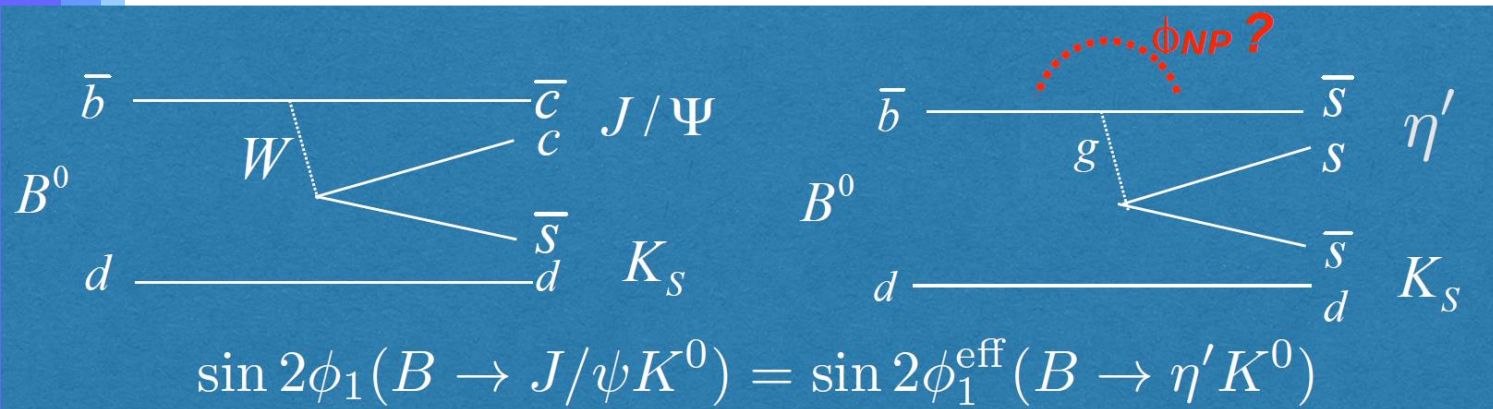 ϕNP ?
b̅ c̅ J / Ψ
c
W
B⁰
s̅
d d K_S
b̅ s̅ η′
s
g
B⁰
s̅
d d K_S
sin 2ϕ₁(B → J/ψK⁰) = sin 2ϕ₁^eff(B → η′K⁰)